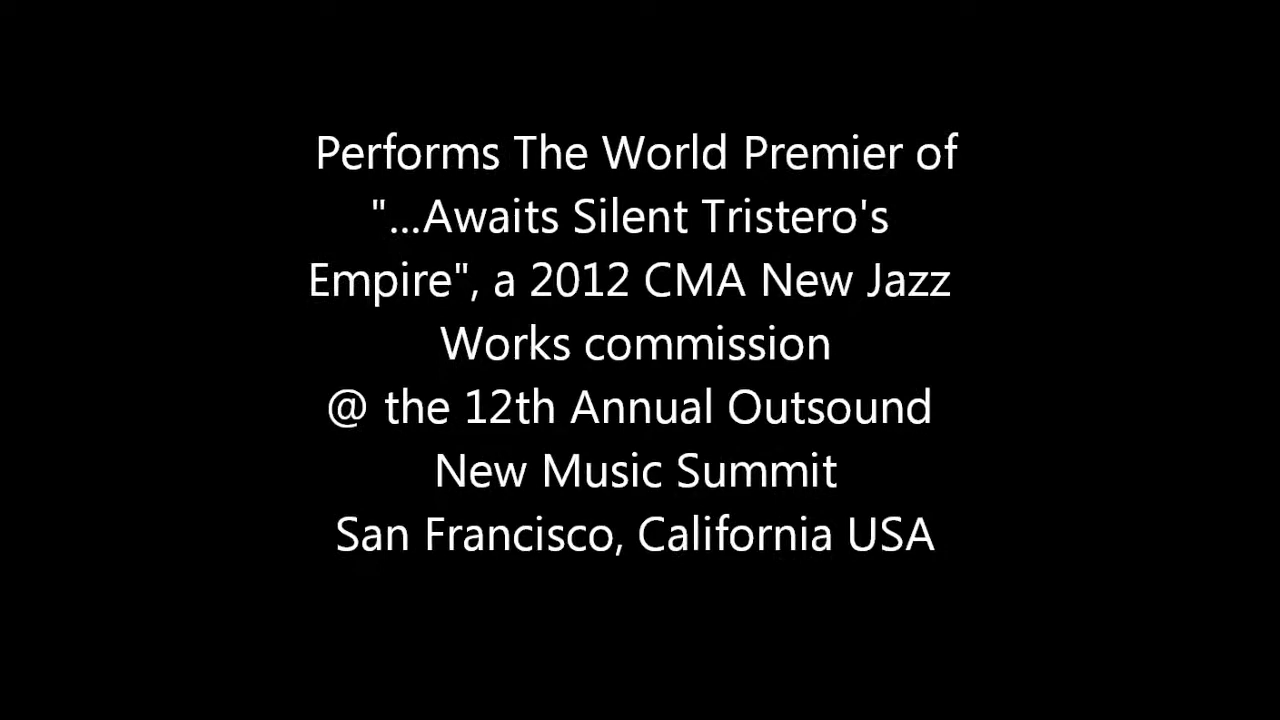 Performs The World Premier of
"...Awaits Silent Tristero's
Empire", a 2012 CMA New Jazz
Works commission
@ the 12th Annual Outsound
New Music Summit
San Francisco, California USA